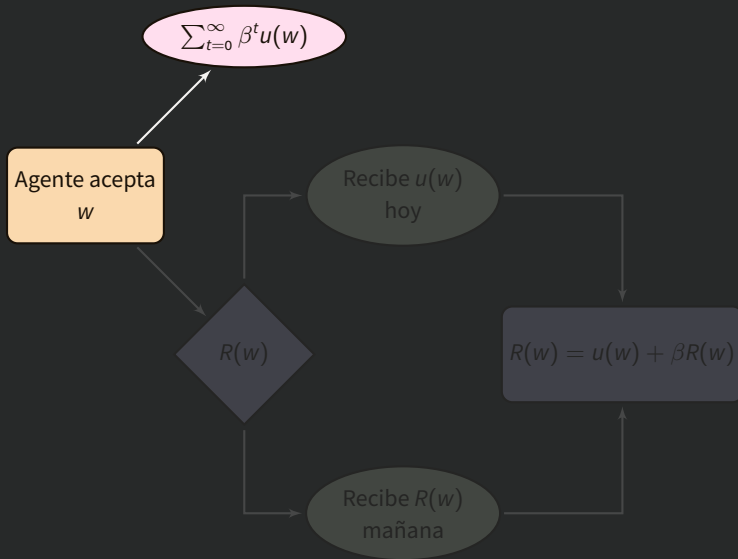 ∑_{t=0}^{∞} β^t u(w)
Agente acepta
w
Recibe u(w)
hoy
R(w)
R(w) = u(w) + βR(w)
Recibe R(w)
mañana